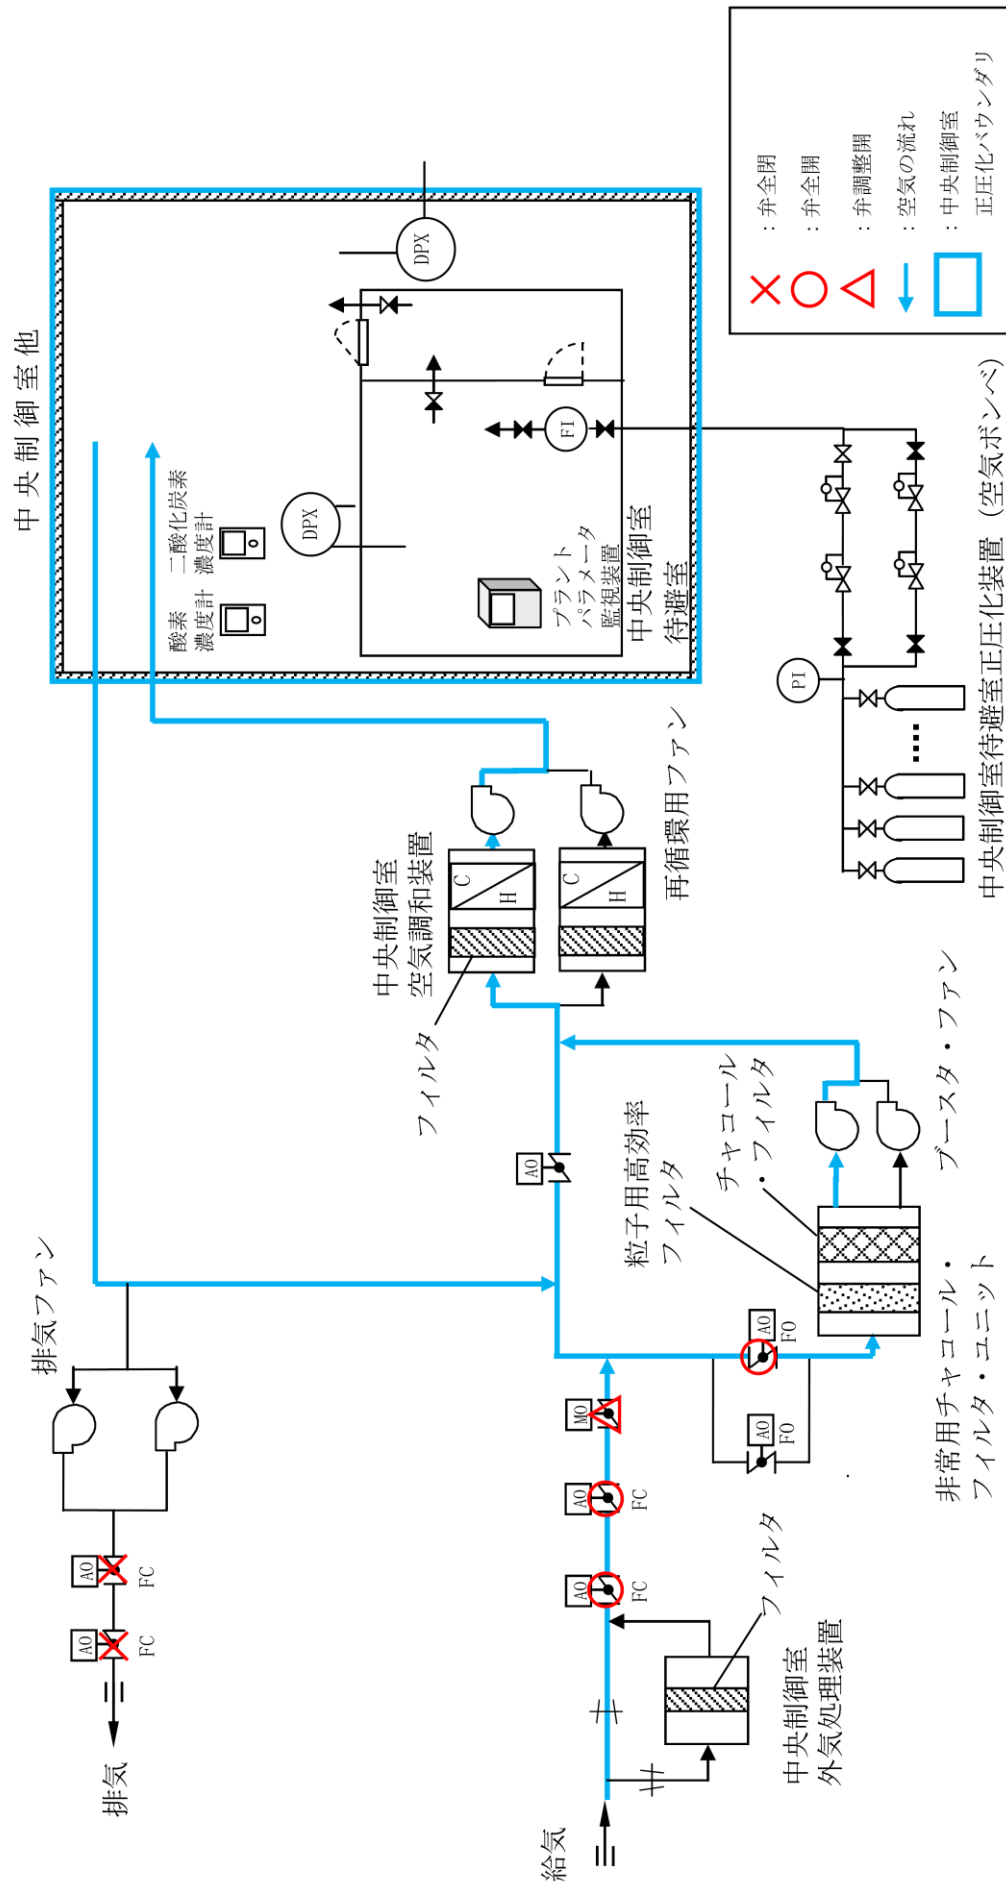 中央制御室他
酸素
濃度計
二酸化炭素
濃度計
DPX
DPX
FI
プラント
パラメータ
監視装置
中央制御室
待避室
PI
中央制御室待避室正圧化装置 (空気ボンベ)
：弁全閉
：弁全開
：弁調整開
：空気の流れ
：中央制御室
正圧化バウンダリ
排気
AO
FC
AO
FC
排気ファン
中央制御室
空気調和装置
フィルタ
C
H
C
H
再循環用ファン
AO
給気
中央制御室
外気処理装置
フィルタ
AO
FC
AO
FC
MO
AO
FO
AO
FO
粒子用高効率
フィルタ
チャコール
・フィルタ
ブースタ・ファン
非常用チャコール・
フィルタ・ユニット